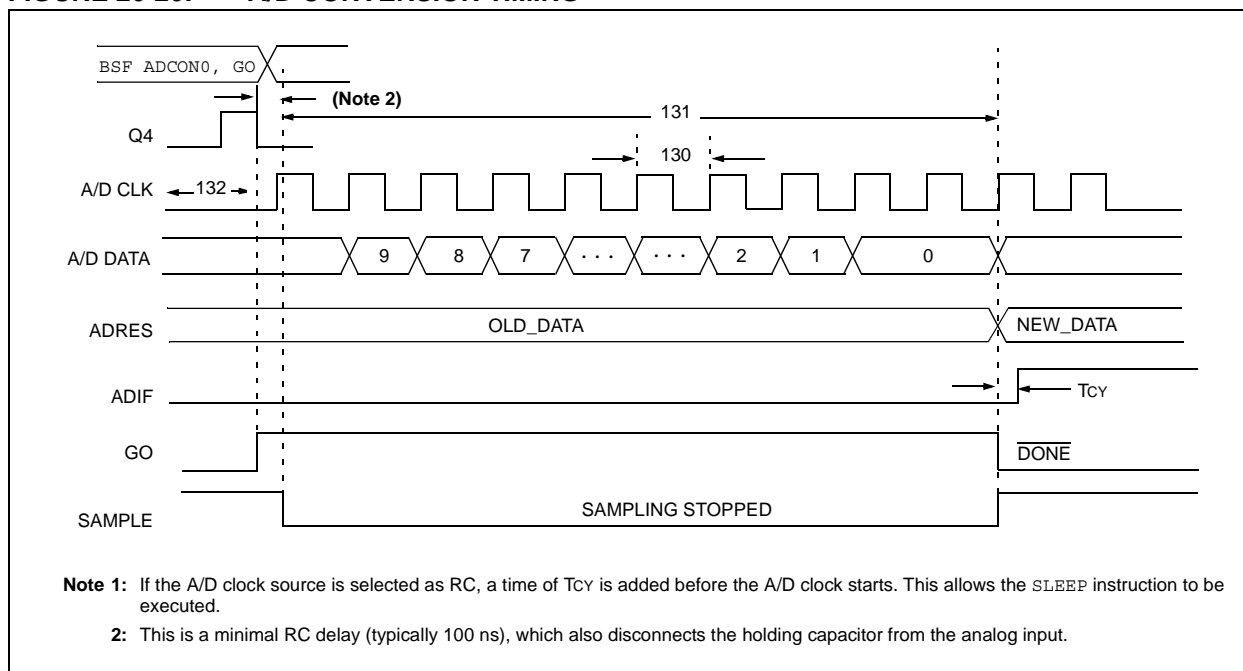 BSF ADCON0, GO
(Note 2)
131
Q4
130
A/D CLK
132
A/D DATA
9 8 7 · · · · · · 2 1 0
ADRES
OLD_DATA
NEW_DATA
ADIF
TCY
GO
DONE
SAMPLE
SAMPLING STOPPED
Note 1: If the A/D clock source is selected as RC, a time of TCY is added before the A/D clock starts. This allows the SLEEP instruction to be
executed.
2: This is a minimal RC delay (typically 100 ns), which also disconnects the holding capacitor from the analog input.